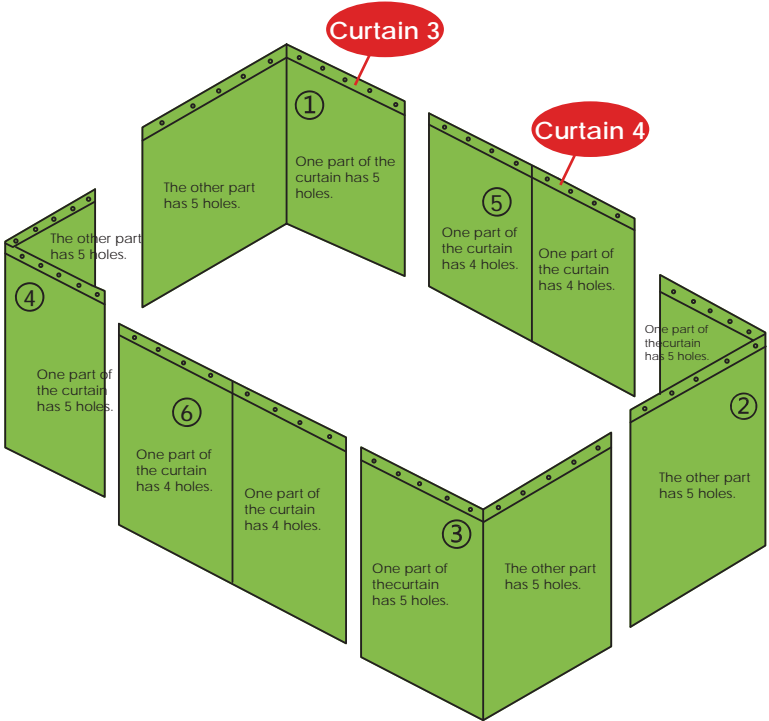 Curtain 3
1
One part of the
curtain has 5
holes.
The other part
has 5 holes.
Curtain 4
5
One part of
the curtain
has 4 holes.
One part of
the curtain
has 4 holes.
The other part
has 5 holes.
4
One part of
the curtain
has 5 holes.
One part of
thecurtain
has 5 holes.
2
The other part
has 5 holes.
6
One part of
the curtain
has 4 holes.
One part of
the curtain
has 4 holes.
3
One part of
thecurtain
has 5 holes.
The other part
has 5 holes.